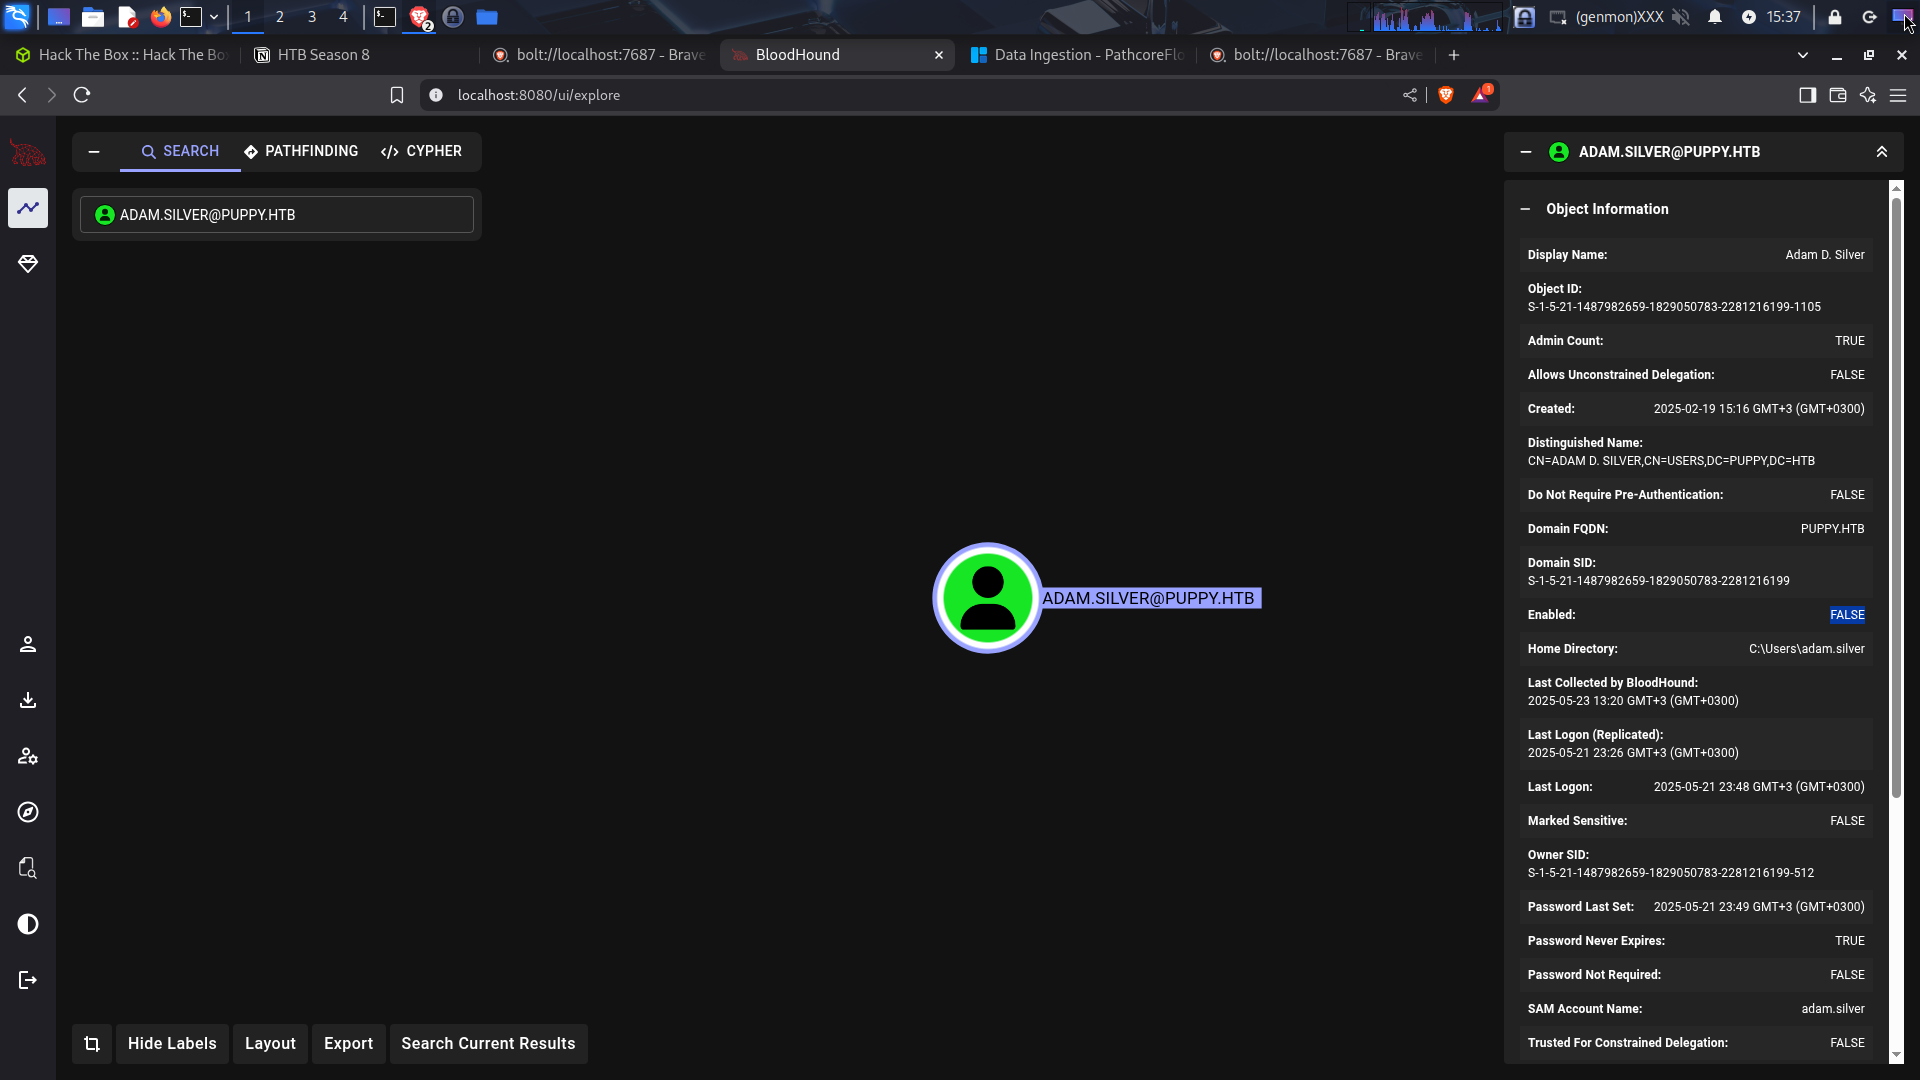 1 2 3 4 2 (genmon)XXX 15:37
Hack The Box :: Hack The Bo HTB Season 8 bolt://localhost:7687 - Brave BloodHound Data Ingestion - PathcoreFlo bolt://localhost:7687 - Brave
localhost:8080/ui/explore 1
SEARCH PATHFINDING </> CYPHER
ADAM.SILVER@PUPPY.HTB
ADAM.SILVER@PUPPY.HTB
ADAM.SILVER@PUPPY.HTB
Object Information
Display Name: Adam D. Silver
Object ID:
S-1-5-21-1487982659-1829050783-2281216199-1105
Admin Count: TRUE
Allows Unconstrained Delegation: FALSE
Created: 2025-02-19 15:16 GMT+3 (GMT+0300)
Distinguished Name:
CN=ADAM D. SILVER,CN=USERS,DC=PUPPY,DC=HTB
Do Not Require Pre-Authentication: FALSE
Domain FQDN: PUPPY.HTB
Domain SID:
S-1-5-21-1487982659-1829050783-2281216199
Enabled: FALSE
Home Directory: C:\Users\adam.silver
Last Collected by BloodHound:
2025-05-23 13:20 GMT+3 (GMT+0300)
Last Logon (Replicated):
2025-05-21 23:26 GMT+3 (GMT+0300)
Last Logon: 2025-05-21 23:48 GMT+3 (GMT+0300)
Marked Sensitive: FALSE
Owner SID:
S-1-5-21-1487982659-1829050783-2281216199-512
Password Last Set: 2025-05-21 23:49 GMT+3 (GMT+0300)
Password Never Expires: TRUE
Password Not Required: FALSE
SAM Account Name: adam.silver
Trusted For Constrained Delegation: FALSE
Hide Labels Layout Export Search Current Results